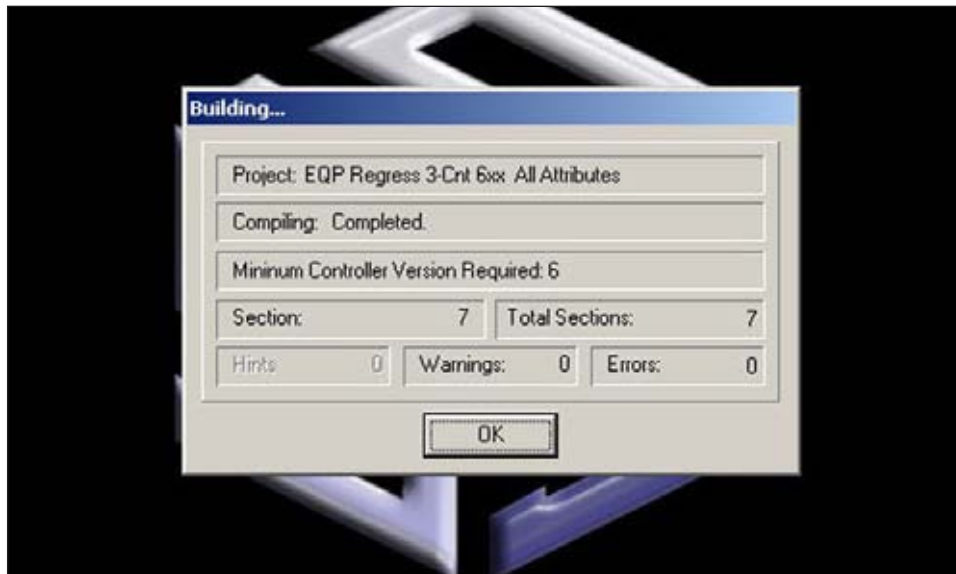 Building...
Project: EQP Regress 3-Cnt 6xx All Attributes
Compiling: Completed.
Mininum Controller Version Required: 6
Section: 7 Total Sections: 7
Hints 0 Warnings: 0 Errors: 0
OK